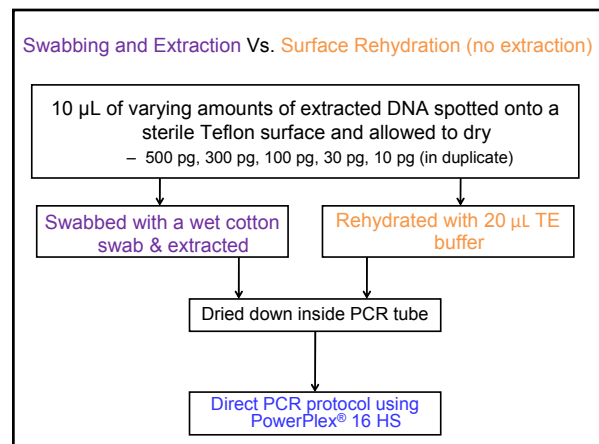 Swabbing and Extraction Vs. Surface Rehydration (no extraction)
10 µL of varying amounts of extracted DNA spotted onto a
sterile Teflon surface and allowed to dry
– 500 pg, 300 pg, 100 pg, 30 pg, 10 pg (in duplicate)
Swabbed with a wet cotton
swab & extracted
Rehydrated with 20 µL TE
buffer
Dried down inside PCR tube
Direct PCR protocol using
PowerPlex® 16 HS